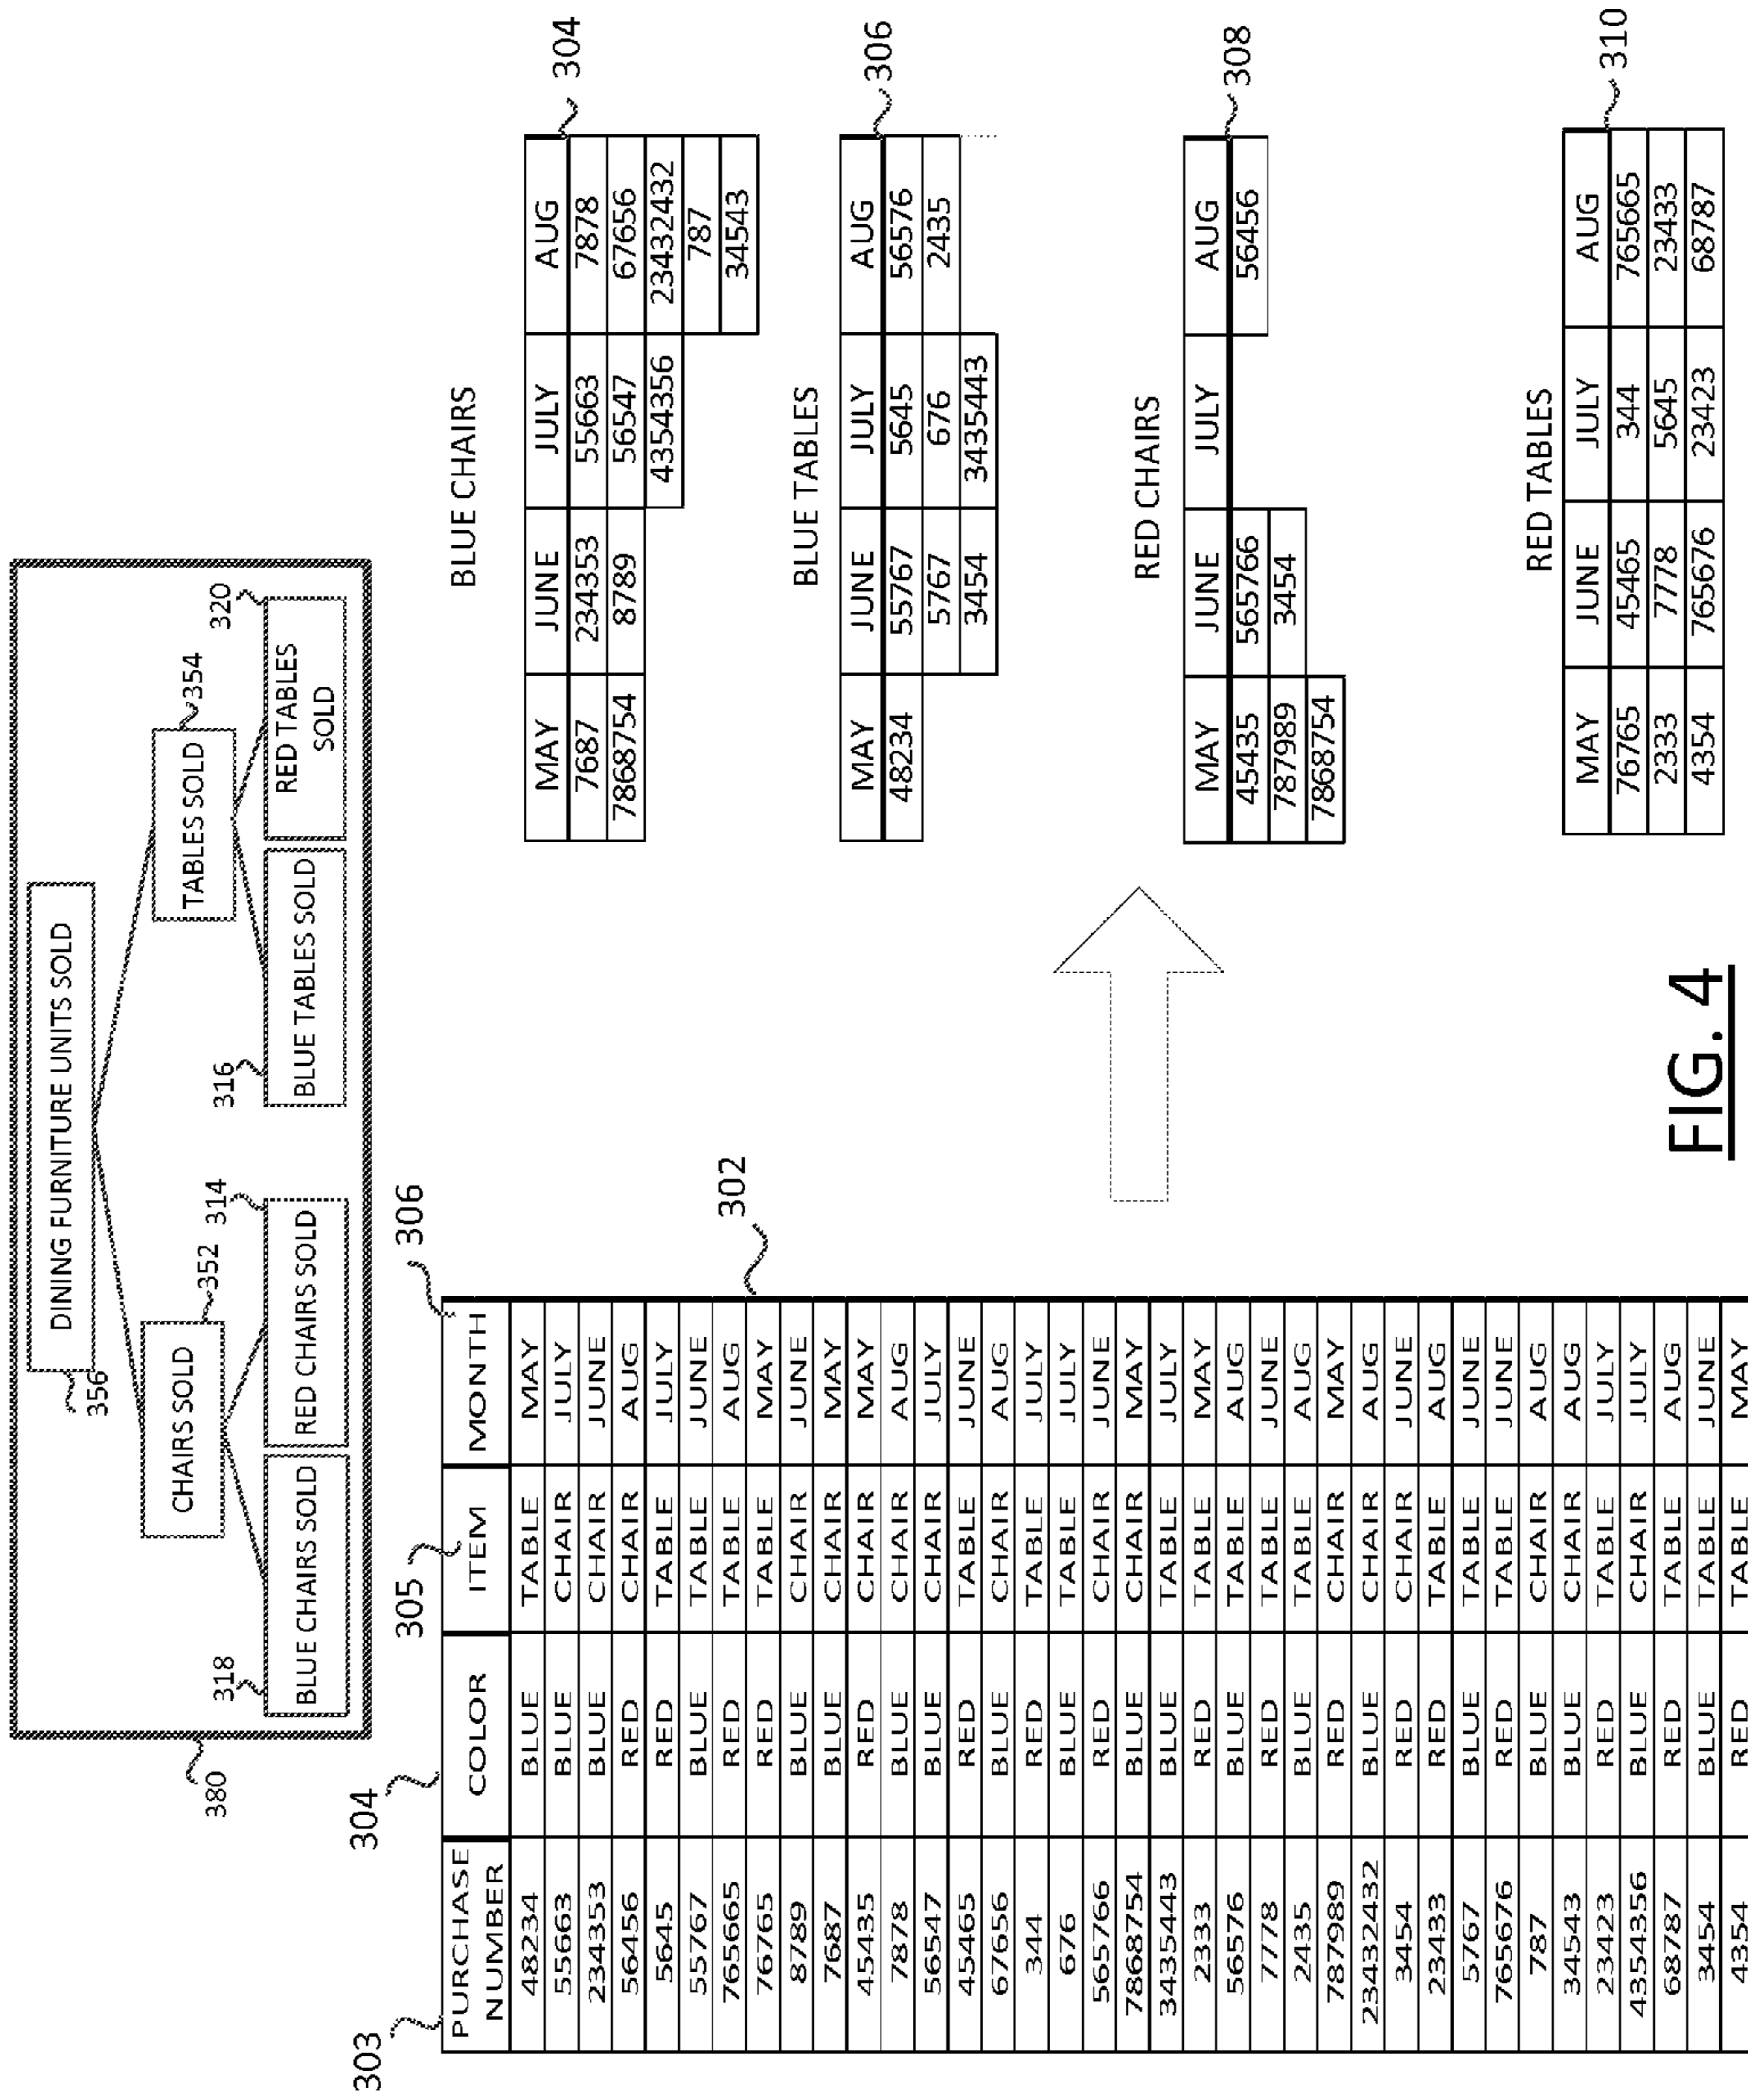 356
DINING FURNITURE UNITS SOLD
352
354
CHAIRS SOLD
TABLES SOLD
318
314
316
320
BLUE CHAIRS SOLD
RED CHAIRS SOLD
BLUE TABLES SOLD
RED TABLES
SOLD
380
303
304
305
306
PURCHASE
NUMBER COLOR ITEM MONTH
48234 BLUE TABLE MAY
55663 BLUE CHAIR JULY
234353 BLUE CHAIR JUNE
56456 RED CHAIR AUG
5645 RED TABLE JULY
55767 BLUE TABLE JUNE
765665 RED TABLE AUG
76765 RED TABLE MAY
8789 BLUE CHAIR JUNE
7687 BLUE CHAIR MAY
45435 RED CHAIR MAY
7878 BLUE CHAIR AUG
56547 BLUE CHAIR JULY
45465 RED TABLE JUNE
67656 BLUE CHAIR AUG
344 RED TABLE JULY
676 BLUE TABLE JULY
565766 RED CHAIR JUNE
7868754 BLUE CHAIR MAY
3435443 BLUE TABLE JULY
2333 RED TABLE MAY
56576 BLUE TABLE AUG
7778 RED TABLE JUNE
2435 BLUE TABLE AUG
787989 RED CHAIR MAY
23432432 BLUE CHAIR AUG
3454 RED CHAIR JUNE
23433 RED TABLE AUG
5767 BLUE TABLE JUNE
765676 RED TABLE JUNE
787 BLUE CHAIR AUG
34543 BLUE CHAIR AUG
23423 RED TABLE JULY
4354356 BLUE CHAIR JULY
68787 RED TABLE AUG
3454 BLUE TABLE JUNE
4354 RED TABLE MAY
302
BLUE CHAIRS
304
MAY JUNE JULY AUG
7687 234353 55663 7878
7868754 8789 56547 67656
4354356 23432432
787
34543
BLUE TABLES
306
MAY JUNE JULY AUG
48234 55767 5645 56576
5767 676 2435
3454 3435443
RED CHAIRS
308
MAY JUNE JULY AUG
45435 565766 56456
787989 3454
7868754
RED TABLES
310
MAY JUNE JULY AUG
76765 45465 344 765665
2333 7778 5645 23433
4354 765676 23423 68787
FIG. 4